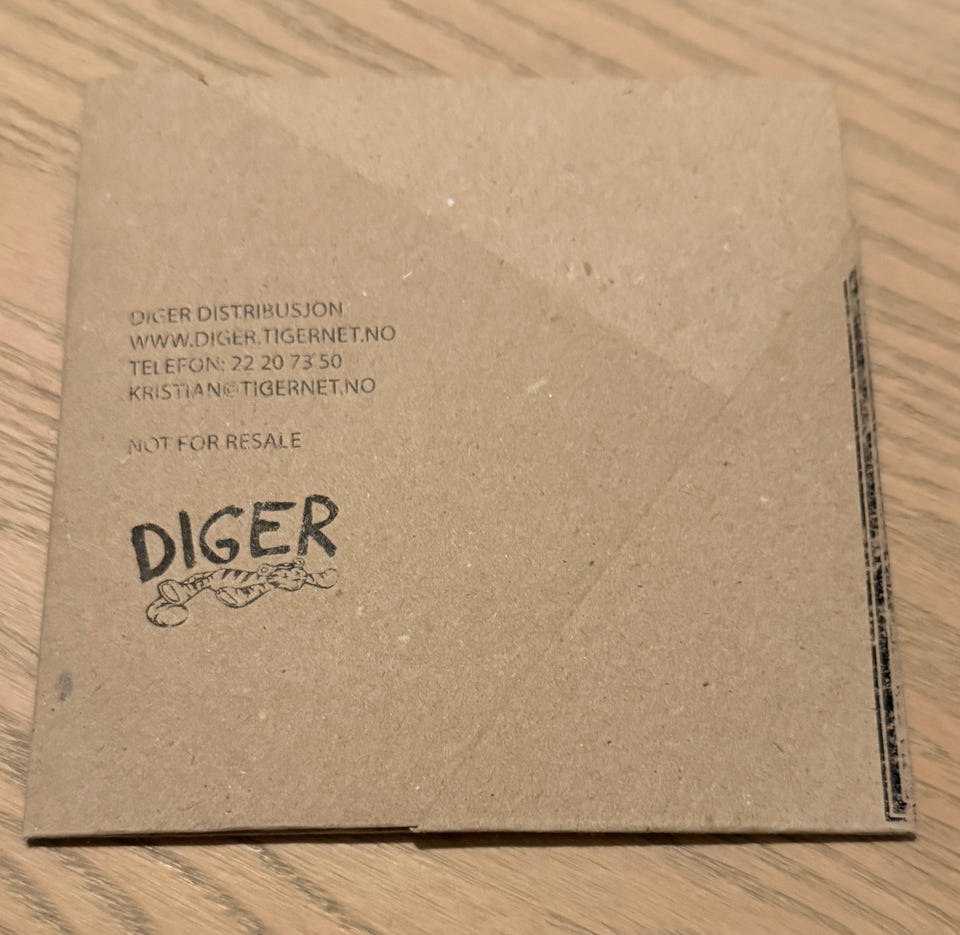 DIGER DISTRIBUSJON
WWW.DIGER.TIGERNET.NO
TELEFON: 22 20 73 50
KRISTIAN@TIGERNET.NO
NOT FOR RESALE
DIGER